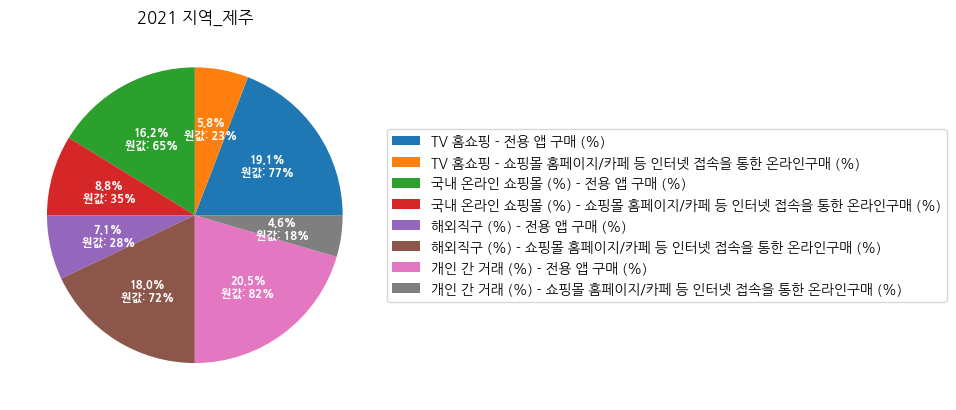 2021 지역_제주
5.8%
원값: 23%
16.2%
원값: 65%
19.1%
원값: 77%
8.8%
원값: 35%
4.6%
원값: 18%
7.1%
원값: 28%
18.0%
원값: 72%
20.5%
원값: 82%
TV 홈쇼핑 - 전용 앱 구매 (%)
TV 홈쇼핑 - 쇼핑몰 홈페이지/카페 등 인터넷 접속을 통한 온라인구매 (%)
국내 온라인 쇼핑몰 (%) - 전용 앱 구매 (%)
국내 온라인 쇼핑몰 (%) - 쇼핑몰 홈페이지/카페 등 인터넷 접속을 통한 온라인구매 (%)
해외직구 (%) - 전용 앱 구매 (%)
해외직구 (%) - 쇼핑몰 홈페이지/카페 등 인터넷 접속을 통한 온라인구매 (%)
개인 간 거래 (%) - 전용 앱 구매 (%)
개인 간 거래 (%) - 쇼핑몰 홈페이지/카페 등 인터넷 접속을 통한 온라인구매 (%)